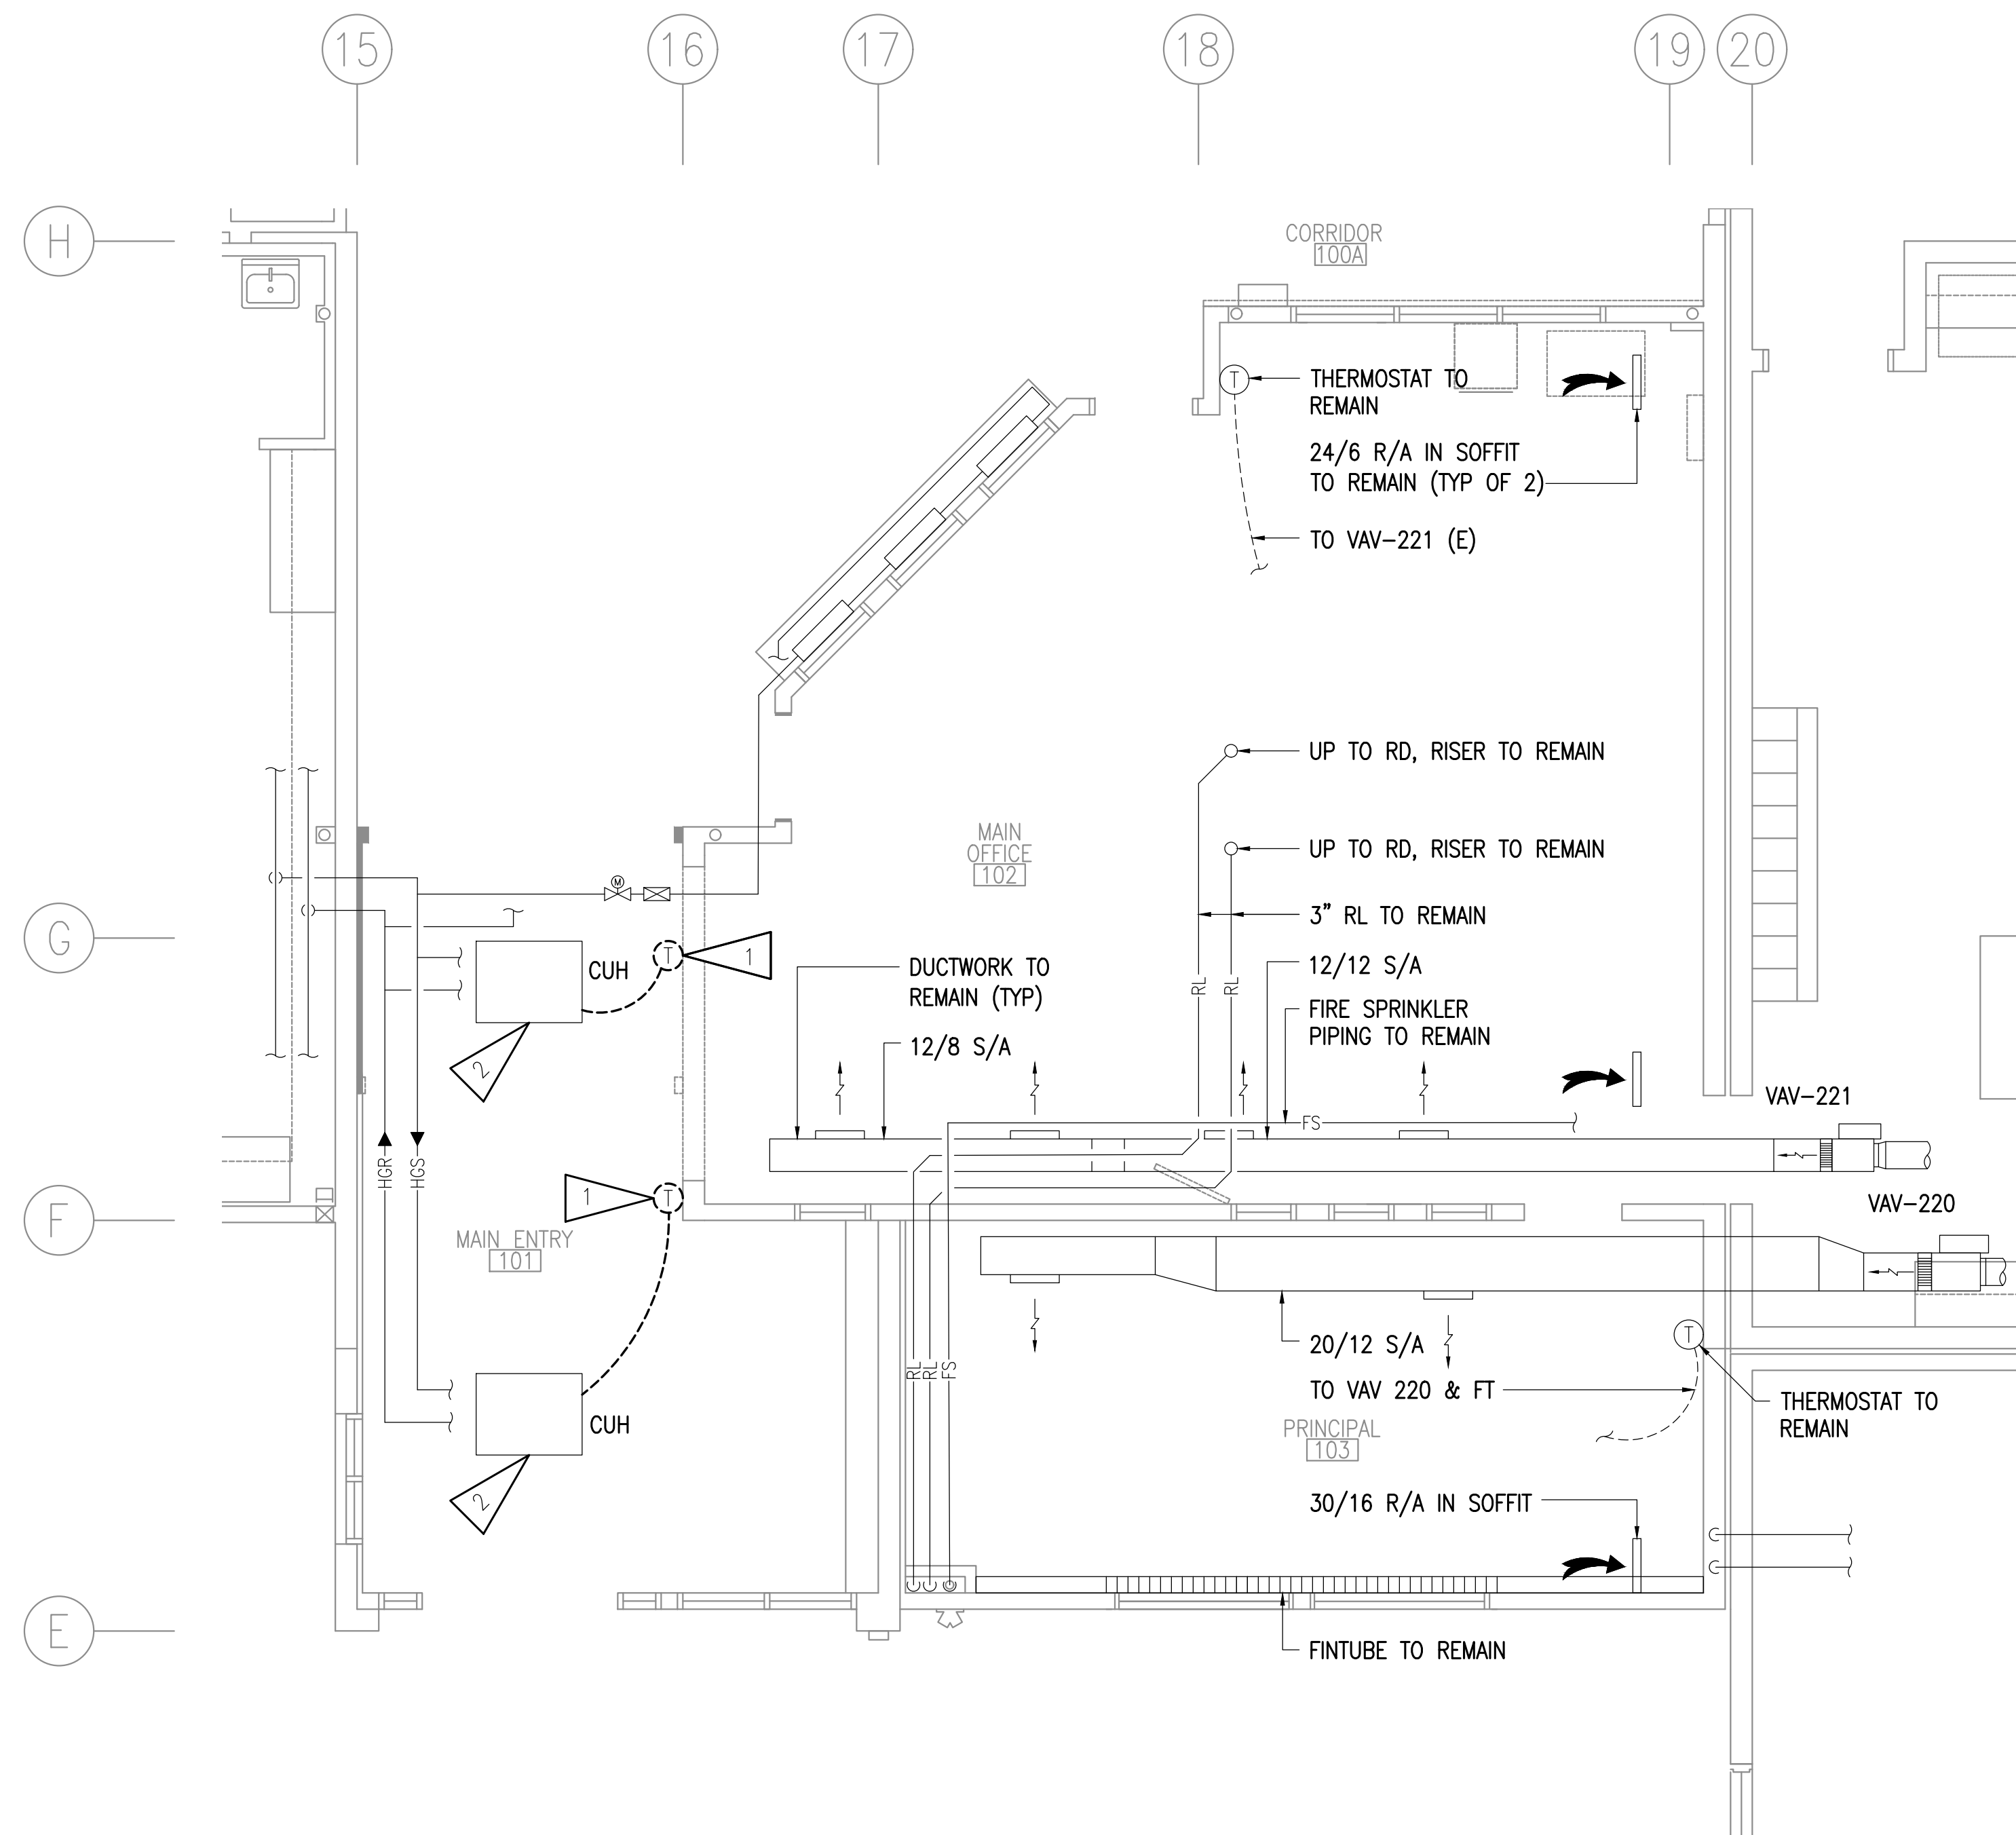 15
16
17
18
19
20
H
CORRIDOR
100A
T
THERMOSTAT TO
REMAIN
24/6 R/A IN SOFFIT
TO REMAIN (TYP OF 2)
TO VAV-221 (E)
UP TO RD, RISER TO REMAIN
MAIN
OFFICE
102
UP TO RD, RISER TO REMAIN
M
3" RL TO REMAIN
G
T
1
CUH
DUCTWORK TO
REMAIN (TYP)
12/12 S/A
RL
RL
FIRE SPRINKLER
PIPING TO REMAIN
12/8 S/A
2
VAV-221
FS
HGR
HGS
1
T
VAV-220
F
MAIN ENTRY
101
T
20/12 S/A
RL
RL
FS
TO VAV 220 & FT
THERMOSTAT TO
REMAIN
CUH
PRINCIPAL
103
2
30/16 R/A IN SOFFIT
E
FINTUBE TO REMAIN